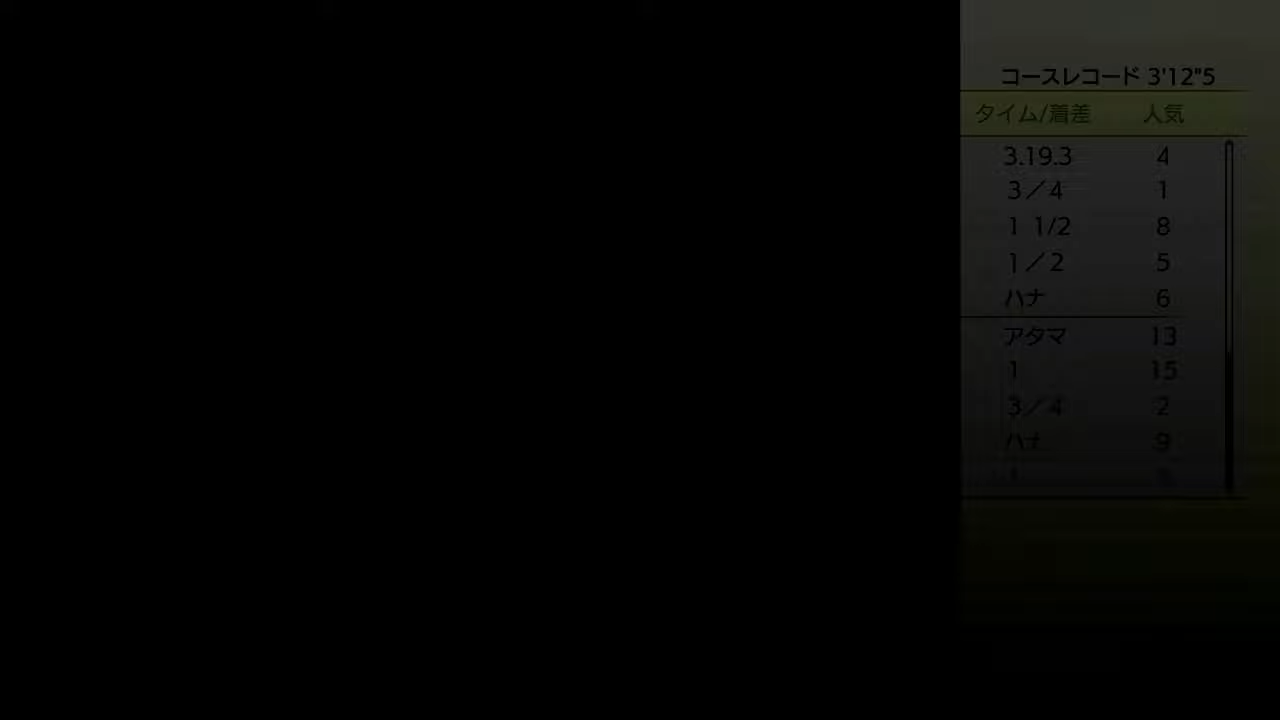 コースレコード 3'12"5
タイム/着差 人気
3.19.3 4
3／4 1
1 1/2 8
1／2 5
ハナ 6
アタマ 13
1 15
3／4 2
ハナ 9